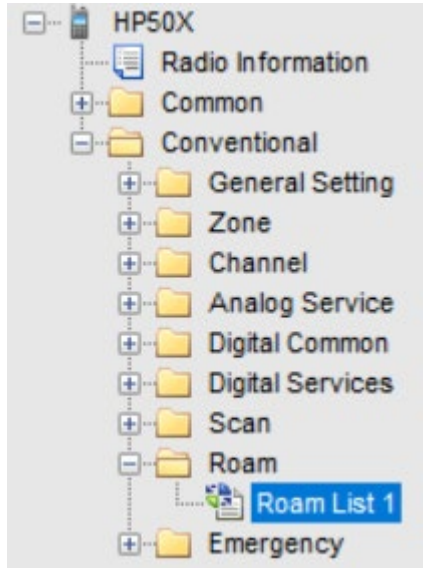 HP50X
Radio Information
Common
Conventional
General Setting
Zone
Channel
Analog Service
Digital Common
Digital Services
Scan
Roam
Roam List 1
Emergency